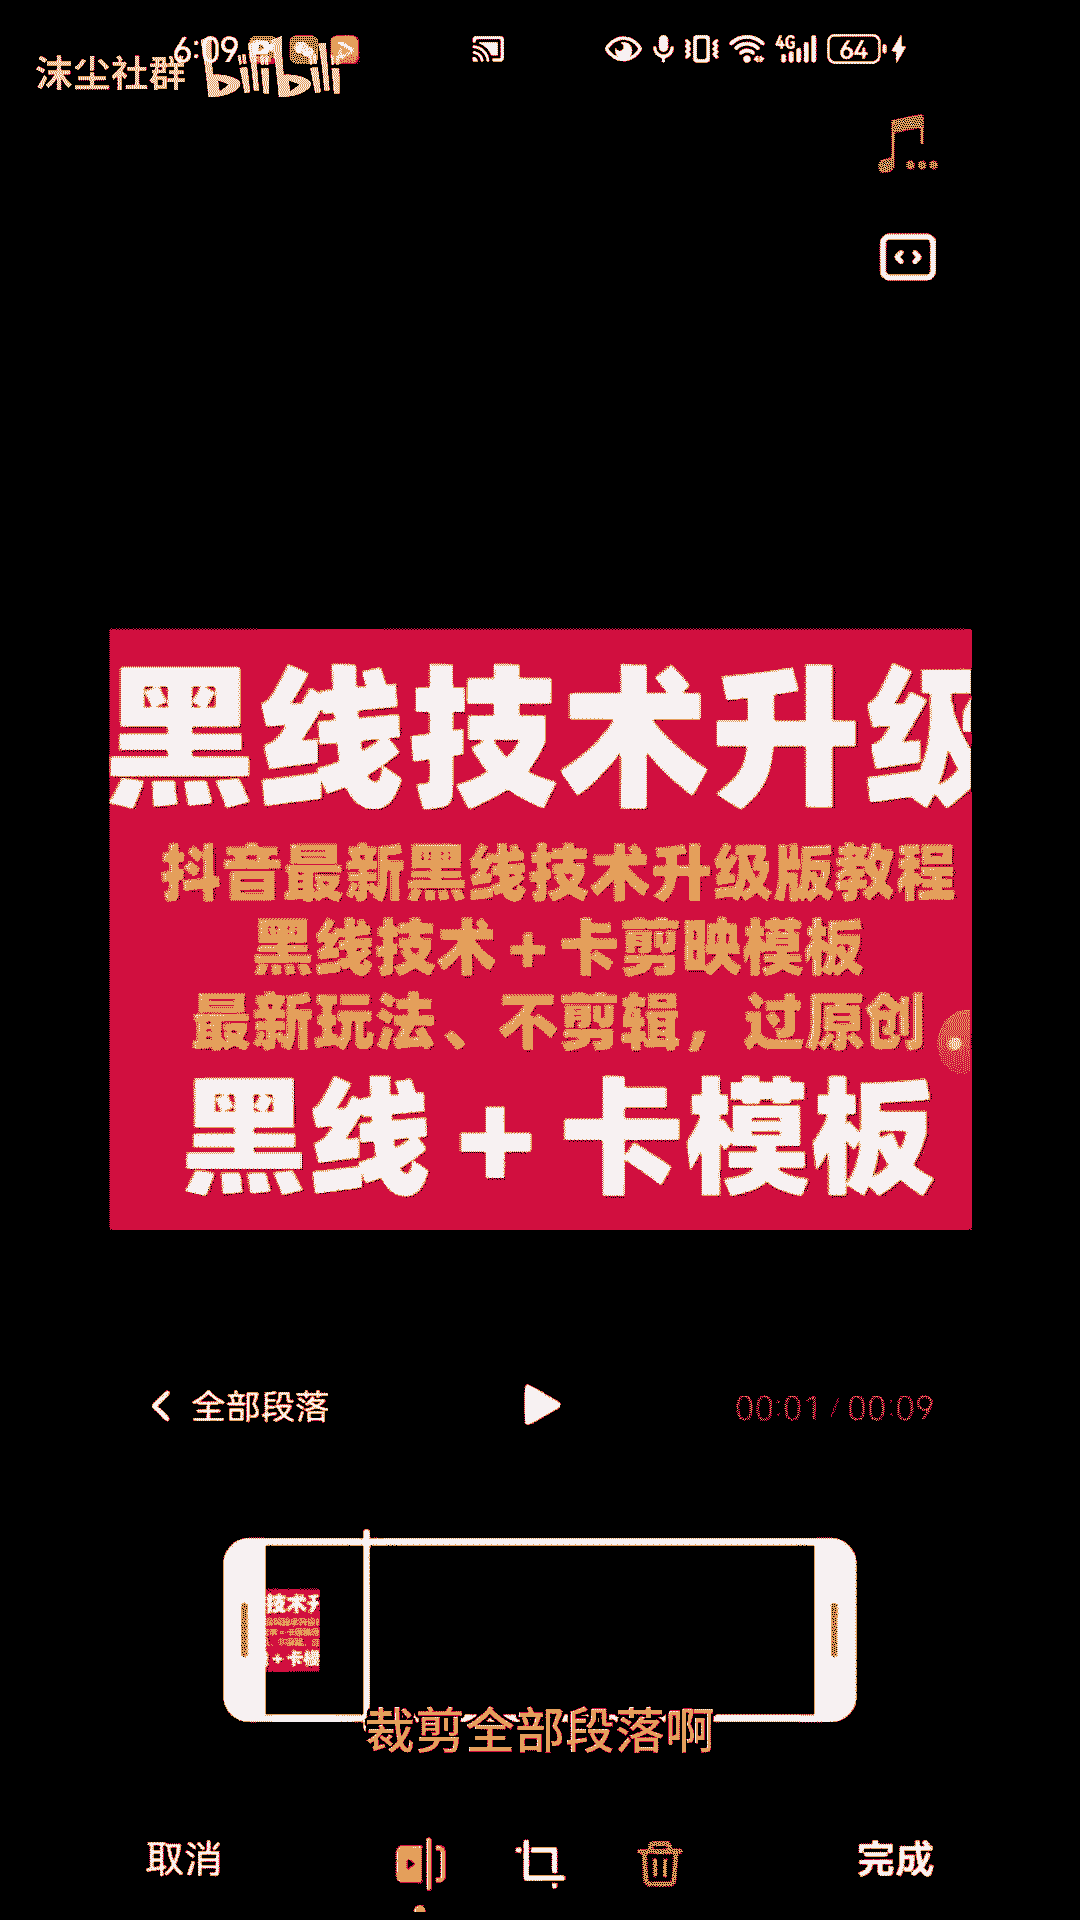 6:09
4G
64
沫尘社群 bilibili
黑线技术升级
抖音最新黑线技术升级版教程
黑线技术+卡剪映模板
最新玩法、不剪辑，过原创
黑线+卡模板
全部段落
00:01 / 00:09
技术升
+卡模
裁剪全部段落啊
取消
完成